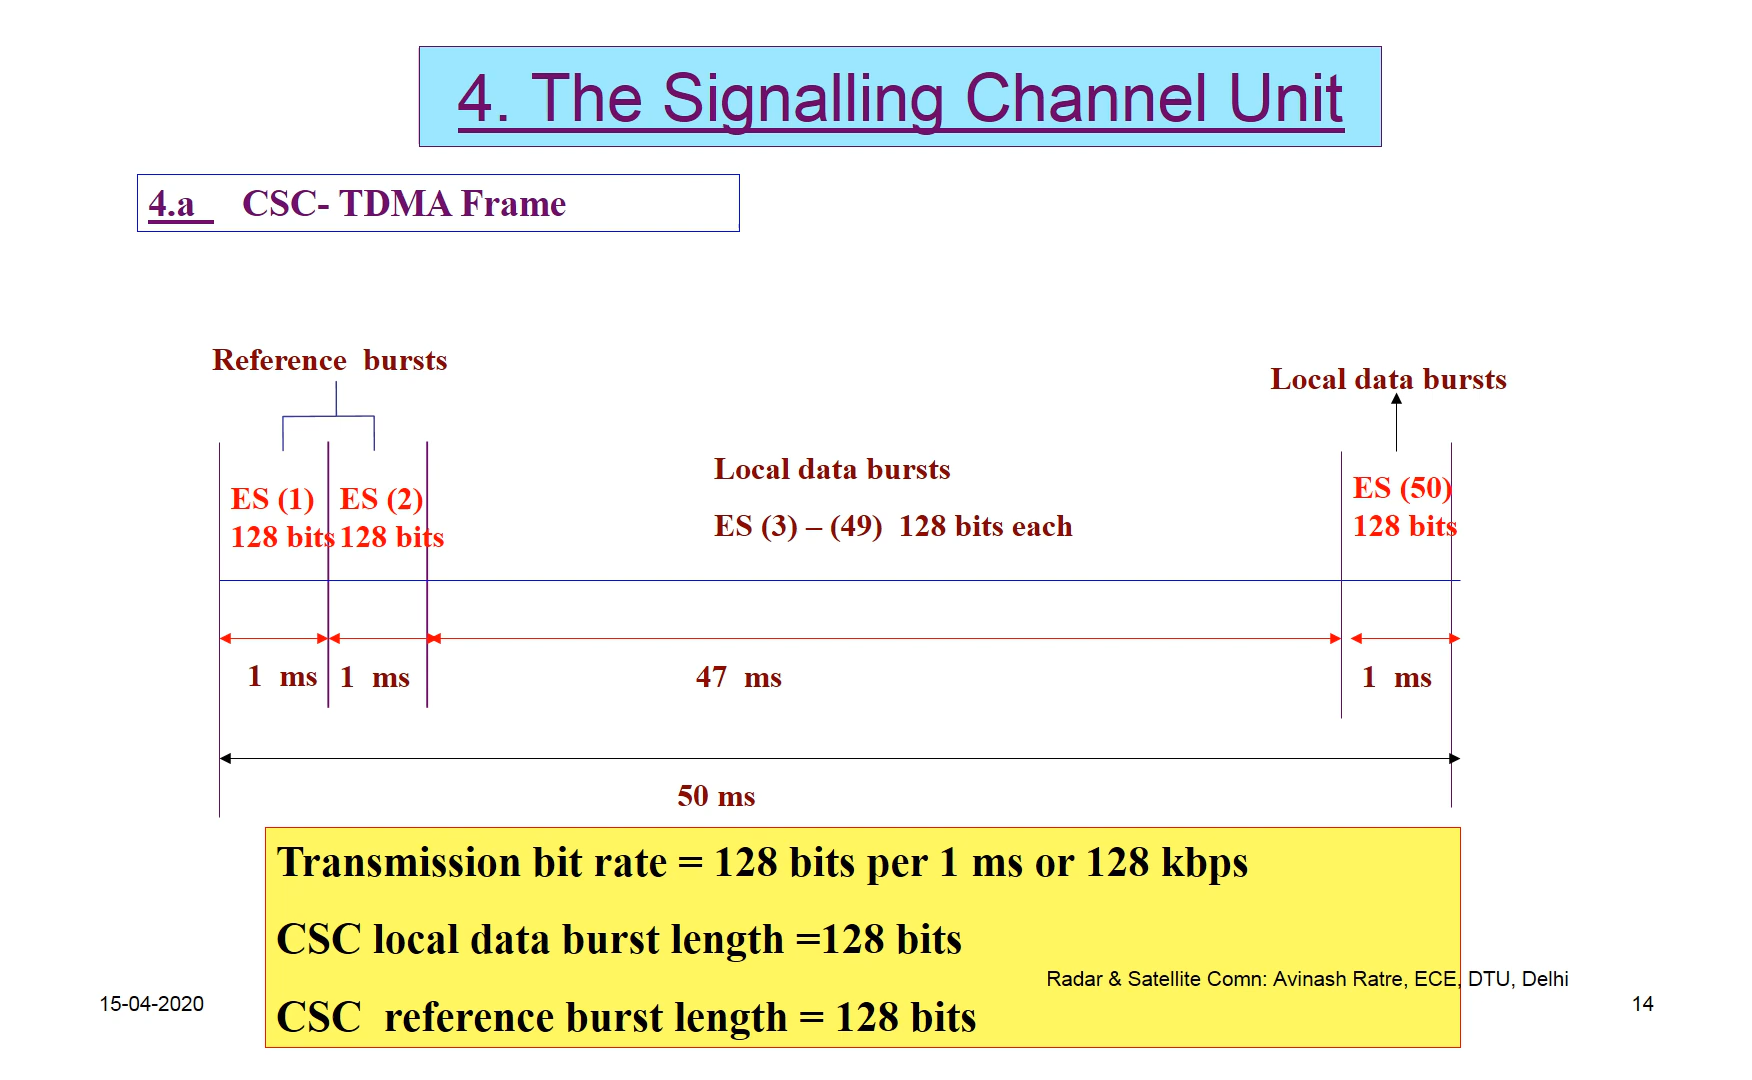 4. The Signalling Channel Unit
4.a CSC- TDMA Frame
Reference bursts
Local data bursts
Local data bursts
ES (1)
128 bits
ES (2)
128 bits
ES (3) – (49) 128 bits each
ES (50)
128 bits
1 ms
1 ms
47 ms
1 ms
50 ms
Transmission bit rate = 128 bits per 1 ms or 128 kbps
CSC local data burst length =128 bits
CSC reference burst length = 128 bits
Radar & Satellite Comn: Avinash Ratre, ECE, DTU, Delhi
15-04-2020
14